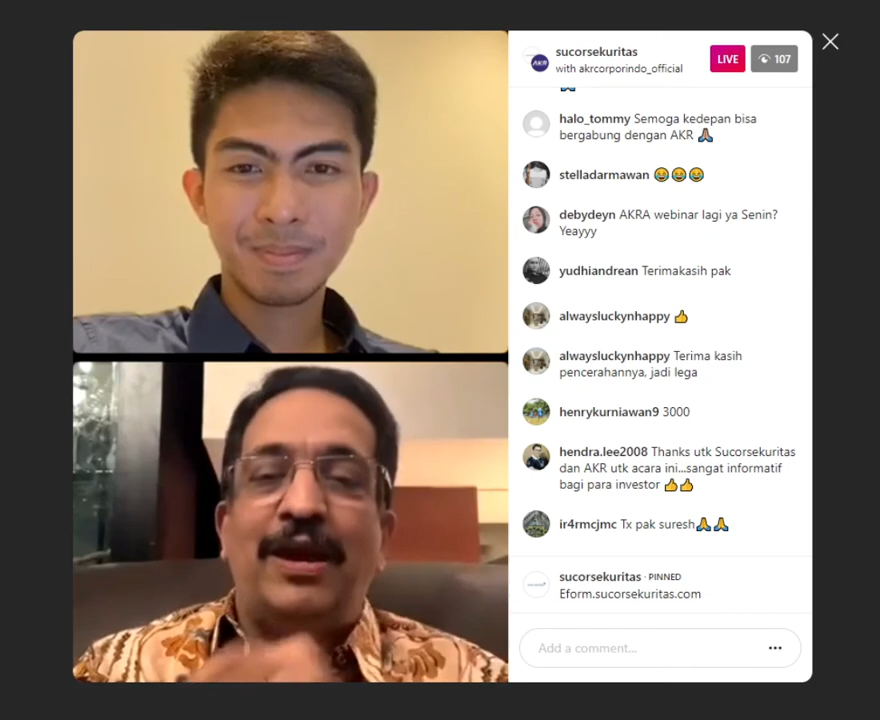 AKR
sucorsekuritas
with akrcorporindo_official
LIVE
107
halo_tommy Semoga kedepan bisa
bergabung dengan AKR 🙏🏽
stelladarmawan 😂😂😂
debydeyn AKRA webinar lagi ya Senin?
Yeayyy
yudhiandrean Terimakasih pak
alwaysluckynhappy 👍
alwaysluckynhappy Terima kasih
pencerahannya, jadi lega
henrykurniawan9 3000
hendra.lee2008 Thanks utk Sucorsekuritas
dan AKR utk acara ini...sangat informatif
bagi para investor 👍👍
ir4rmcjmc Tx pak suresh🙏🙏
sucorsekuritas · PINNED
Eform.sucorsekuritas.com
Add a comment...